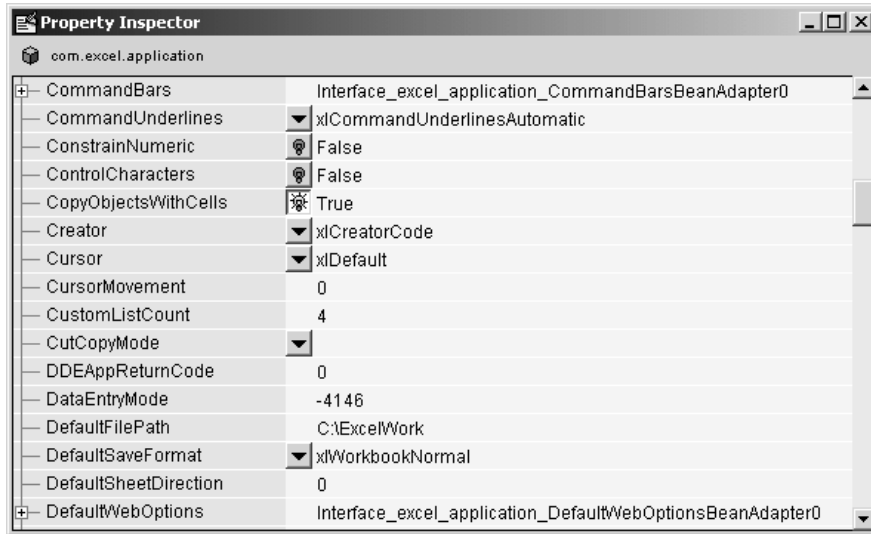 Property Inspector
com.excel.application
CommandBars Interface_excel_application_CommandBarsBeanAdapter0
CommandUnderlines xlCommandUnderlinesAutomatic
ConstrainNumeric False
ControlCharacters False
CopyObjectsWithCells True
Creator xlCreatorCode
Cursor xlDefault
CursorMovement 0
CustomListCount 4
CutCopyMode
DDEAppReturnCode 0
DataEntryMode -4146
DefaultFilePath C:\ExcelWork
DefaultSaveFormat xlWorkbookNormal
DefaultSheetDirection 0
DefaultWebOptions Interface_excel_application_DefaultWebOptionsBeanAdapter0